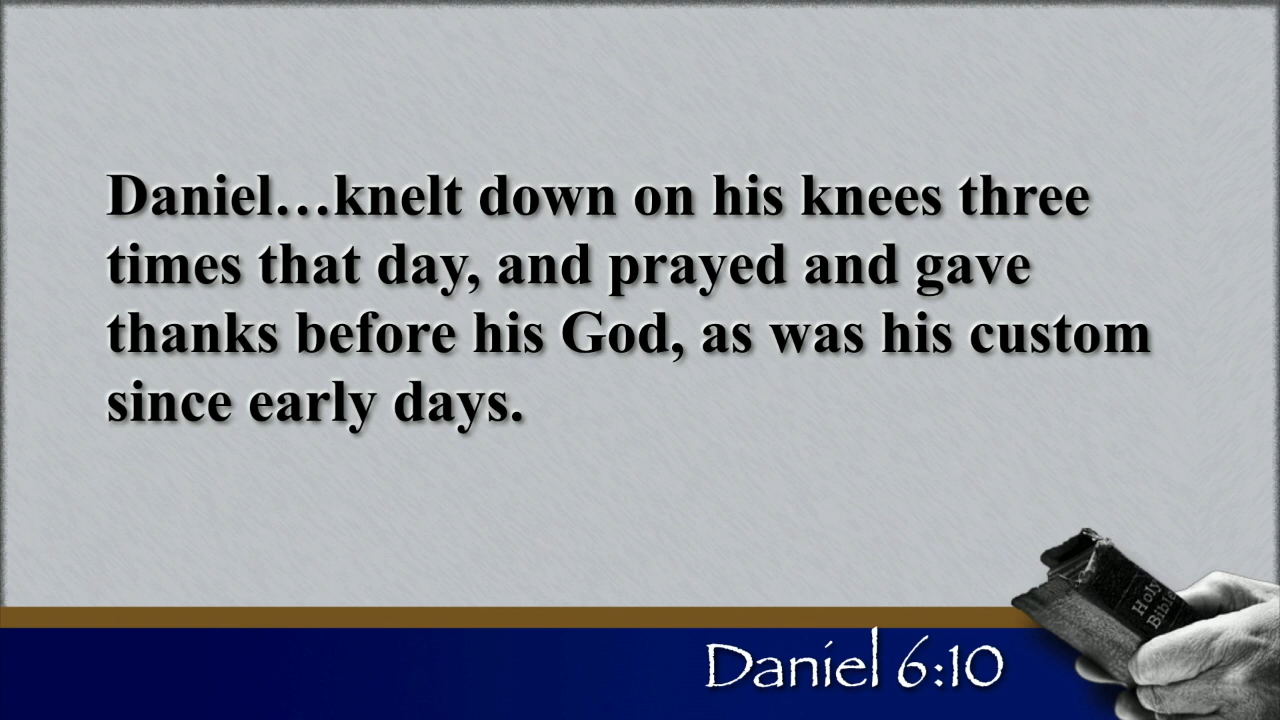 Daniel…knelt down on his knees three
times that day, and prayed and gave
thanks before his God, as was his custom
since early days.
Holy
Bible
Daniel 6:10